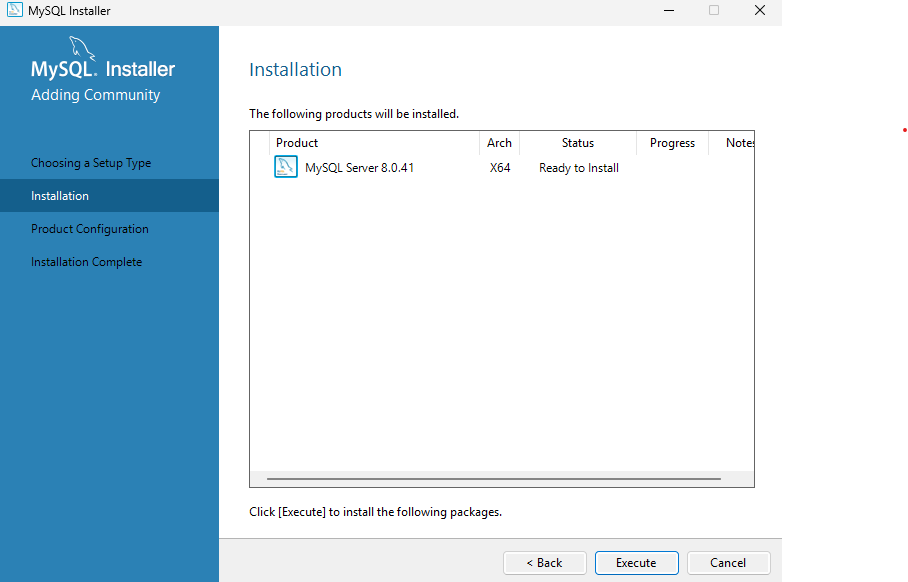 MySQL Installer
MySQL. Installer
Adding Community
Choosing a Setup Type
Installation
Product Configuration
Installation Complete
Installation
The following products will be installed.
Product Arch Status Progress Notes
MySQL Server 8.0.41 X64 Ready to Install
Click [Execute] to install the following packages.
< Back Execute Cancel